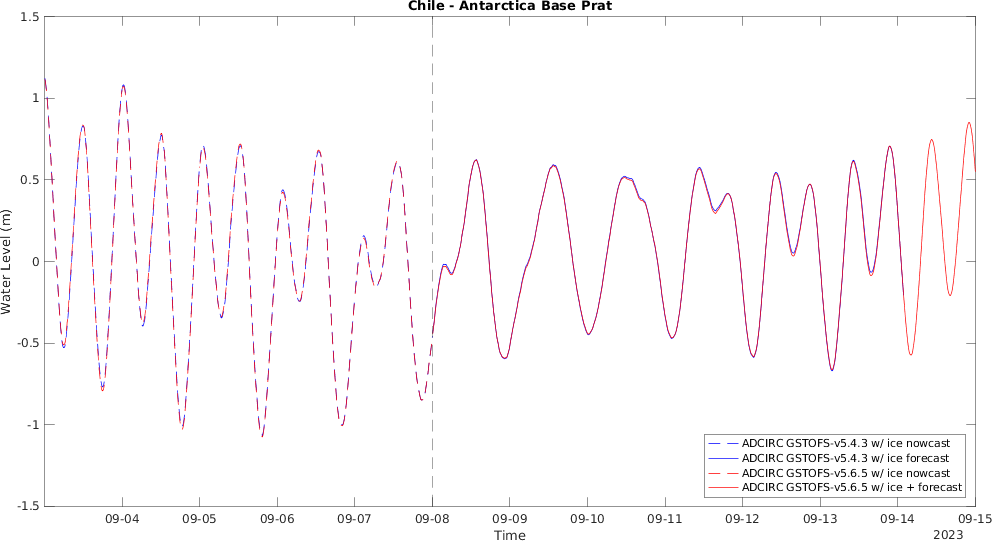 Chile - Antarctica Base Prat
1.5
1
0.5
0
-0.5
-1
-1.5
Water Level (m)
ADCIRC GSTOFS-v5.4.3 w/ ice nowcast
ADCIRC GSTOFS-v5.4.3 w/ ice forecast
ADCIRC GSTOFS-v5.6.5 w/ ice nowcast
ADCIRC GSTOFS-v5.6.5 w/ ice + forecast
09-04 09-05 09-06 09-07 09-08 09-09 09-10 09-11 09-12 09-13 09-14 09-15
Time
2023